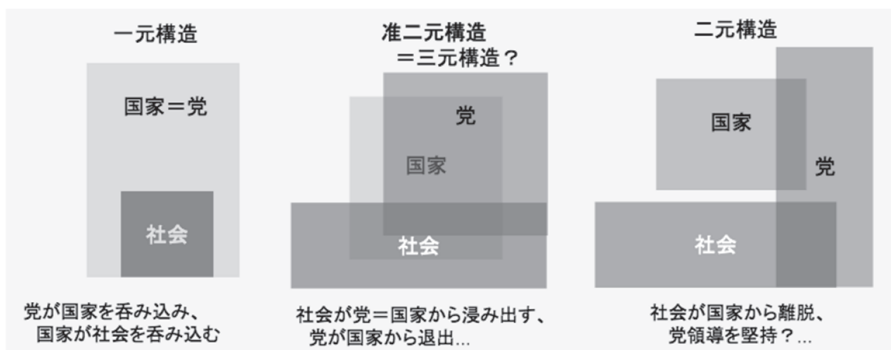 一元構造
国家＝党
社会
党が国家を呑み込み、
国家が社会を呑み込む
准二元構造
＝三元構造？
党
国家
社会
社会が党＝国家から浸み出す、
党が国家から退出...
二元構造
国家
党
社会
社会が国家から離脱、
党領導を堅持？...